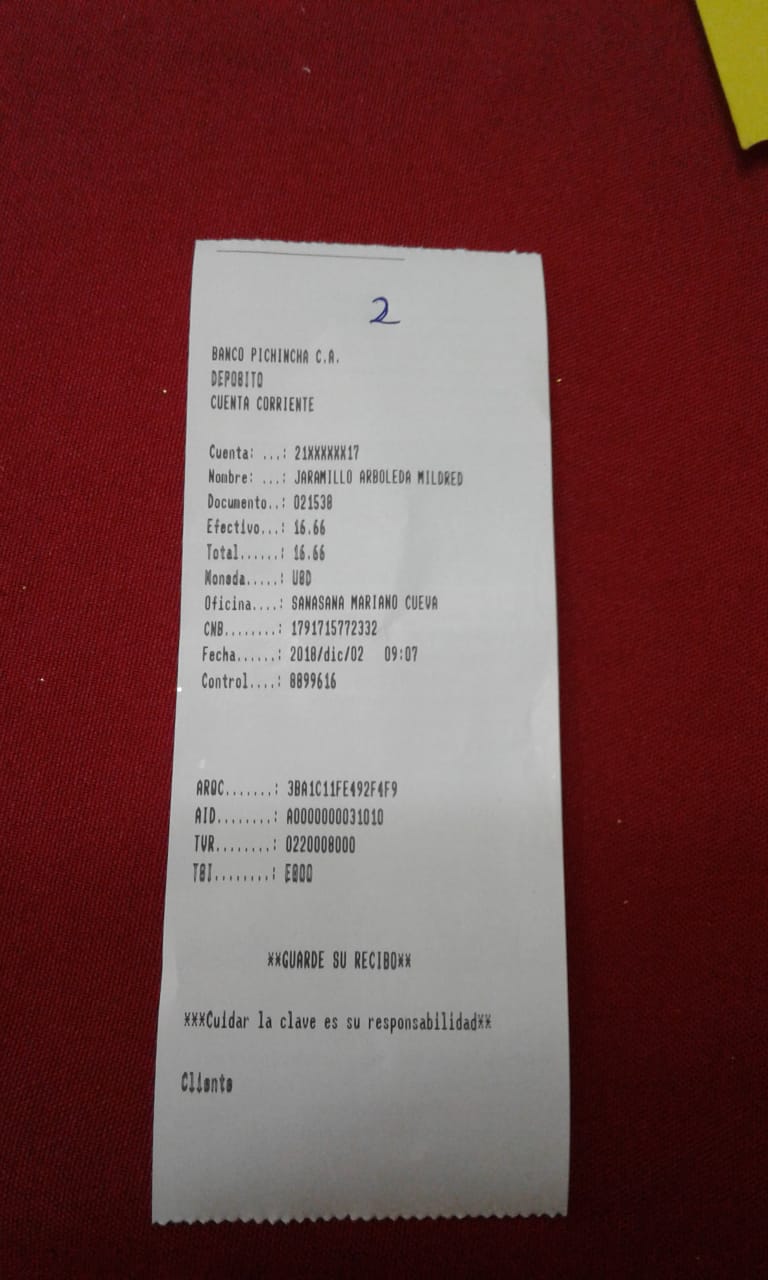 2
BANCO PICHINCHA C.A.
DEPOSITO
CUENTA CORRIENTE
Cuenta: ...: 21XXXXXX17
Nombre: ...: JARAMILLO ARBOLEDA MILDRED
Documento..: 021538
Efectivo...: 16.66
Total......: 16.66
Moneda.....: USD
Oficina....: SANASANA MARIANO CUEVA
CNB........: 1791715772332
Fecha......: 2018/dic/02 09:07
Control....: 8899616
ARQC.......: 3BA1C11FE492F4F9
AID........: A0000000031010
TVR........: 0220008000
TSI........: E800
**GUARDE SU RECIBO**
***Cuidar la clave es su responsabilidad**
Cliente